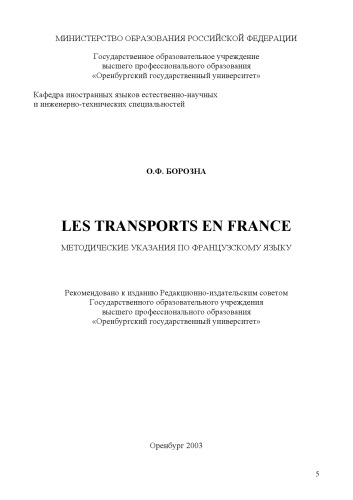 МИНИСТЕРСТВО ОБРАЗОВАНИЯ РОССИЙСКОЙ ФЕДЕРАЦИИ
Государственное образовательное учреждение
высшего профессионального образования
«Оренбургский государственный университет»
Кафедра иностранных языков естественно-научных
и инженерно-технических специальностей
О.Ф. БОРОЗНА
LES TRANSPORTS EN FRANCE
МЕТОДИЧЕСКИЕ УКАЗАНИЯ ПО ФРАНЦУЗСКОМУ ЯЗЫКУ
Рекомендовано к изданию Редакционно-издательским советом
Государственного образовательного учреждения
высшего профессионального образования
«Оренбургский государственный университет»
Оренбург 2003
5